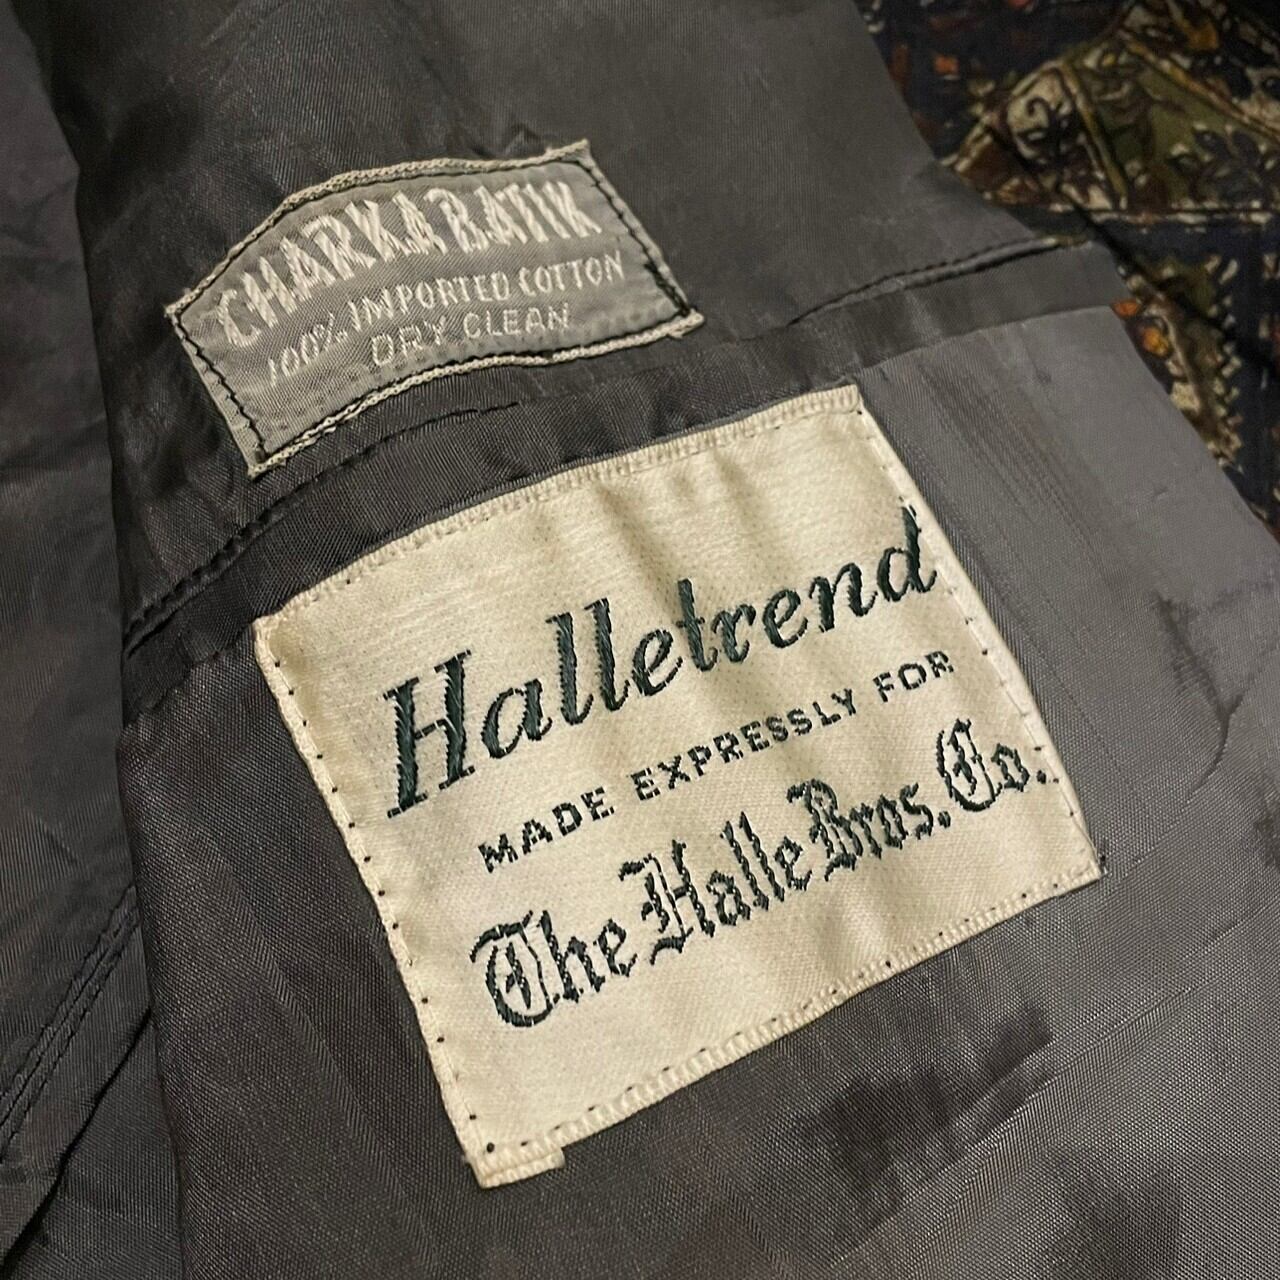 CHARKA BATIK
100% IMPORTED COTTON
DRY CLEAN
Halletrend
MADE EXPRESSLY FOR
The Halle Bros. Co.